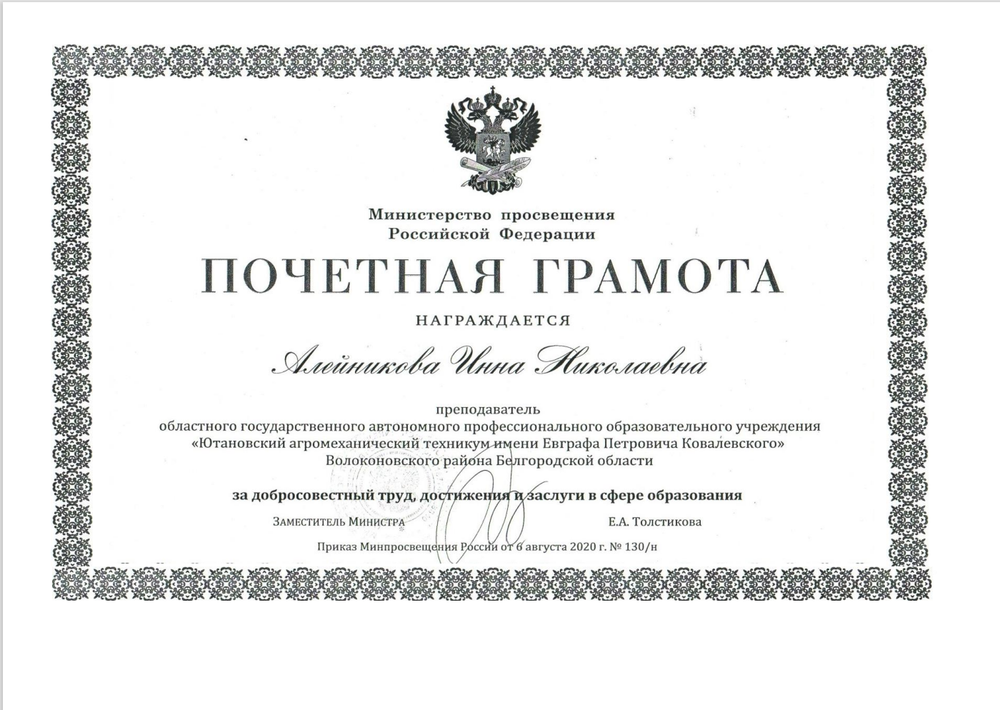 Министерство просвещения
Российской Федерации
ПОЧЕТНАЯ ГРАМОТА
НАГРАЖДАЕТСЯ
Алейникова Инна Николаевна
преподаватель
областного государственного автономного профессионального образовательного учреждения
«Ютановский агромеханический техникум имени Евграфа Петровича Ковалевского»
Волоконовского района Белгородской области
за добросовестный труд, достижения и заслуги в сфере образования
Заместитель Министра Е.А. Толстикова
Приказ Минпросвещения России от 6 августа 2020 г. № 130/н